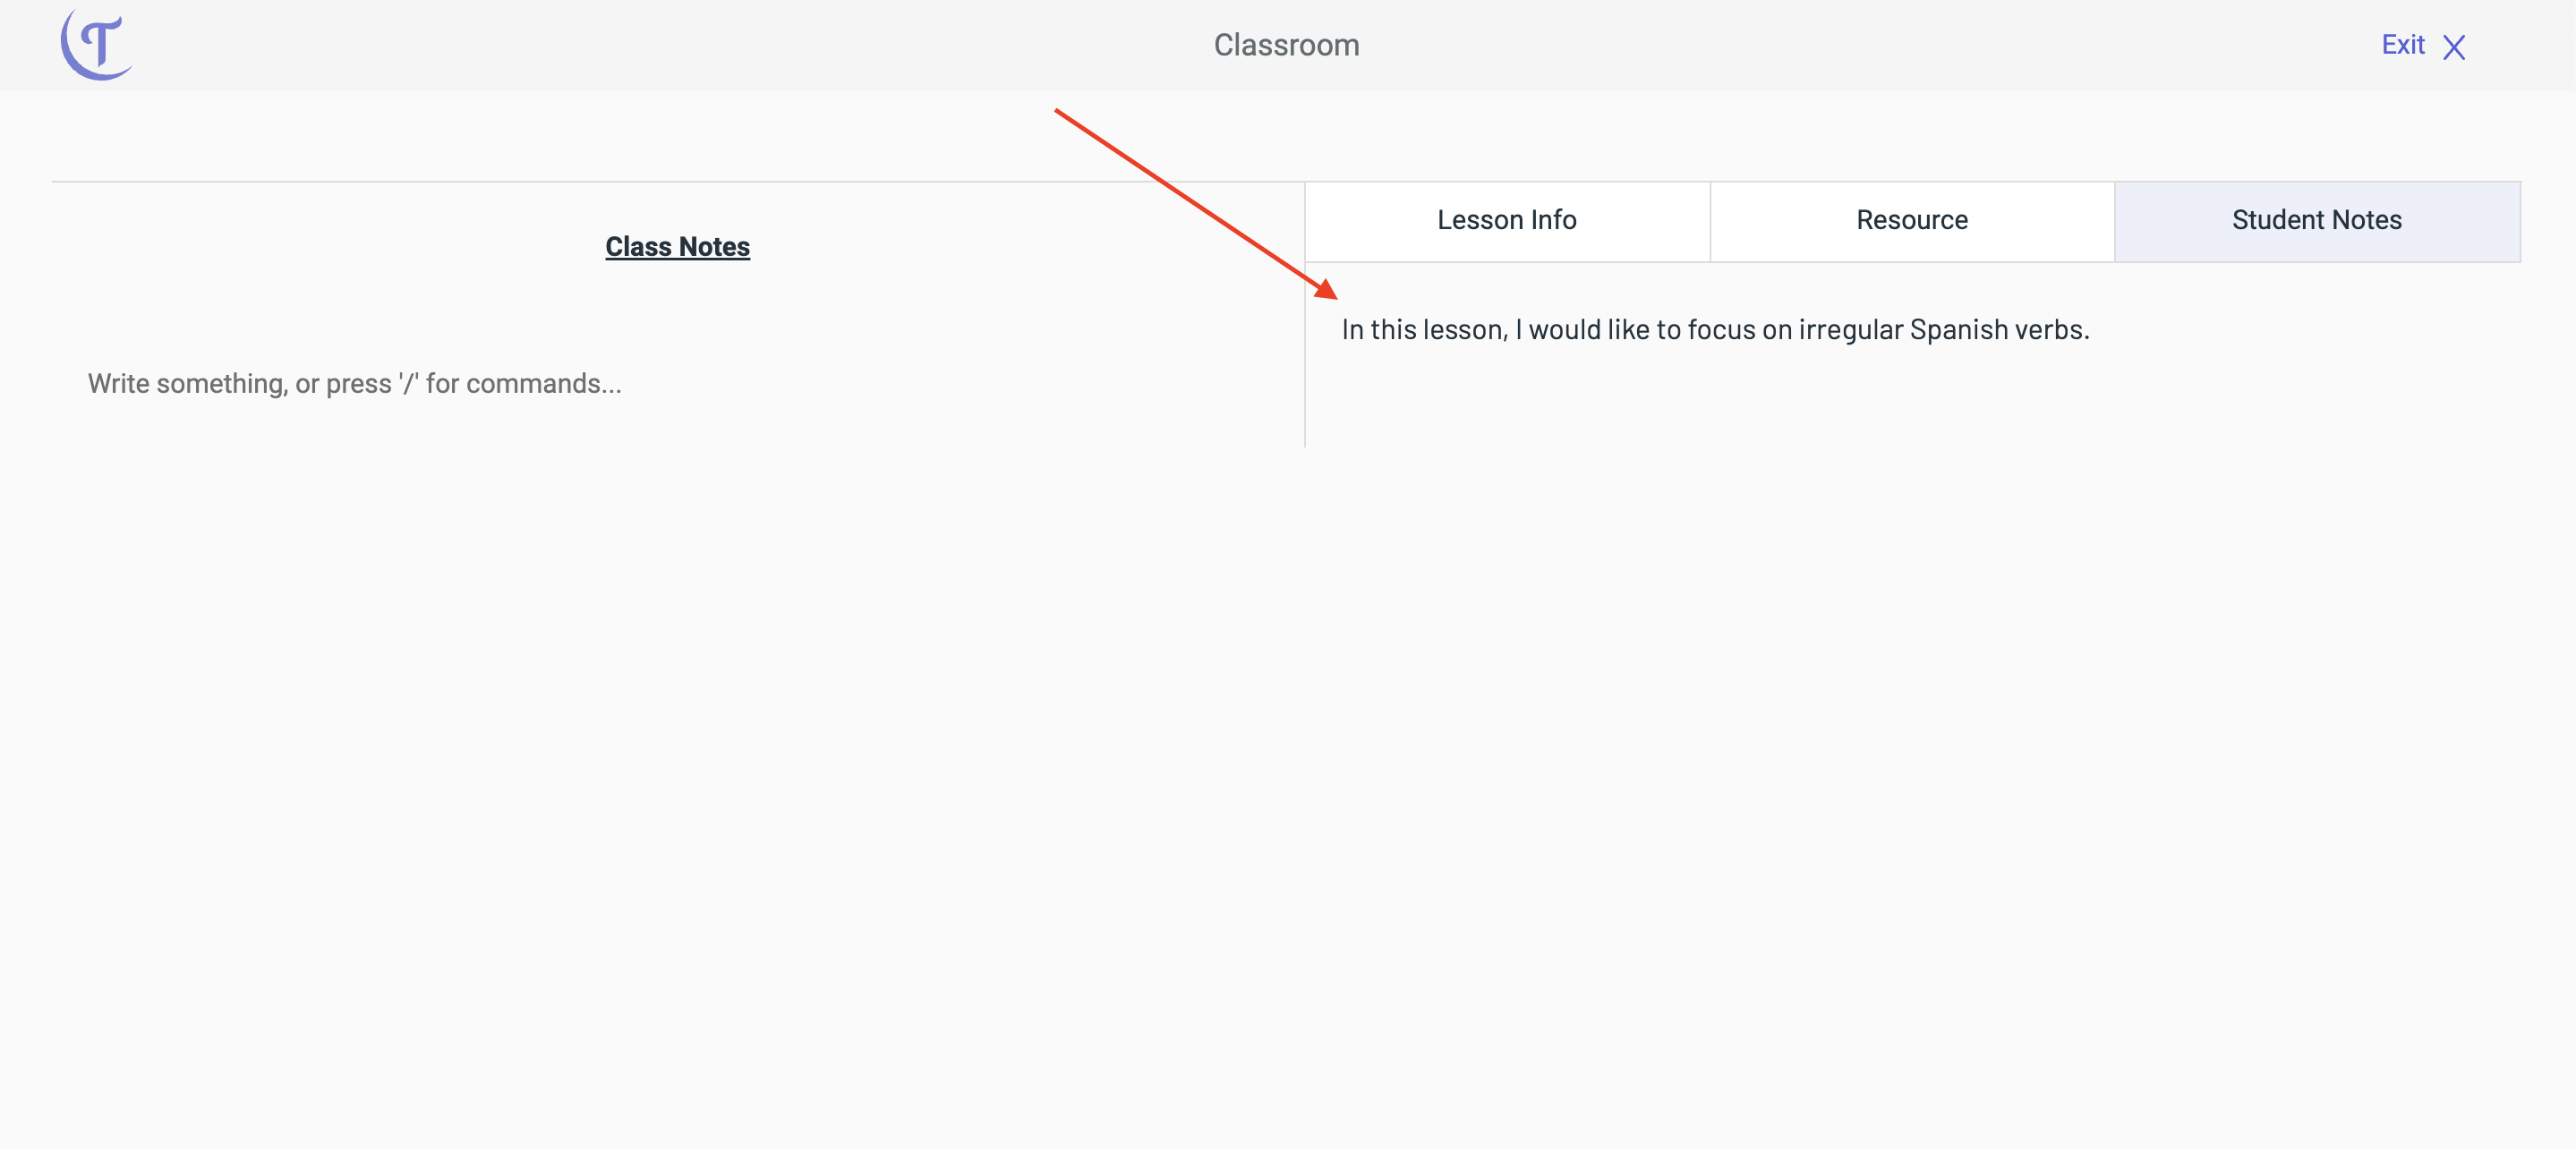 T
Classroom
Exit
Class Notes
Lesson Info
Resource
Student Notes
In this lesson, I would like to focus on irregular Spanish verbs.
Write something, or press '/' for commands...